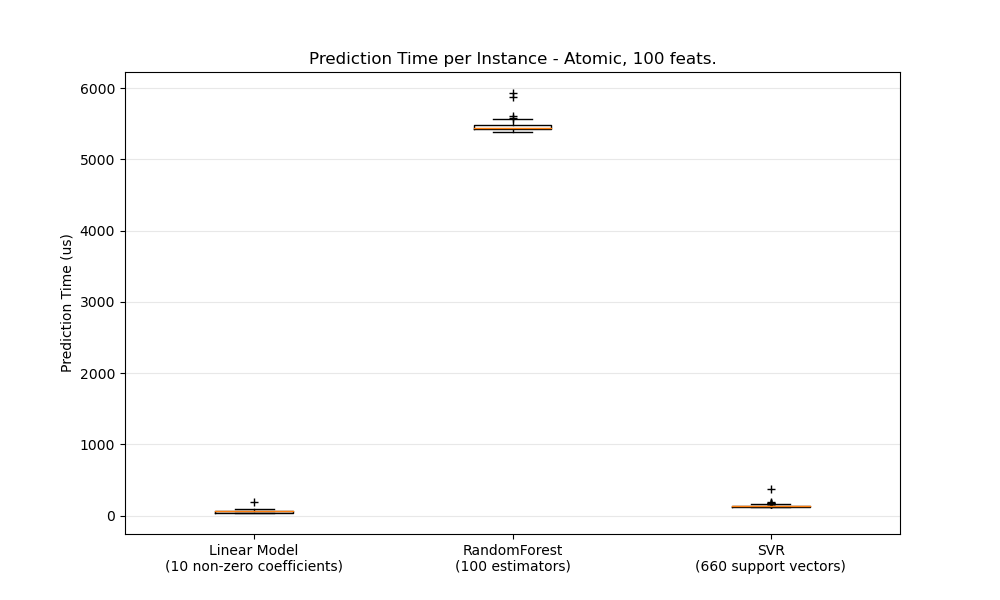 Prediction Time per Instance - Atomic, 100 feats.
Prediction Time (us)
6000
5000
4000
3000
2000
1000
0
Linear Model
(10 non-zero coefficients)
RandomForest
(100 estimators)
SVR
(660 support vectors)